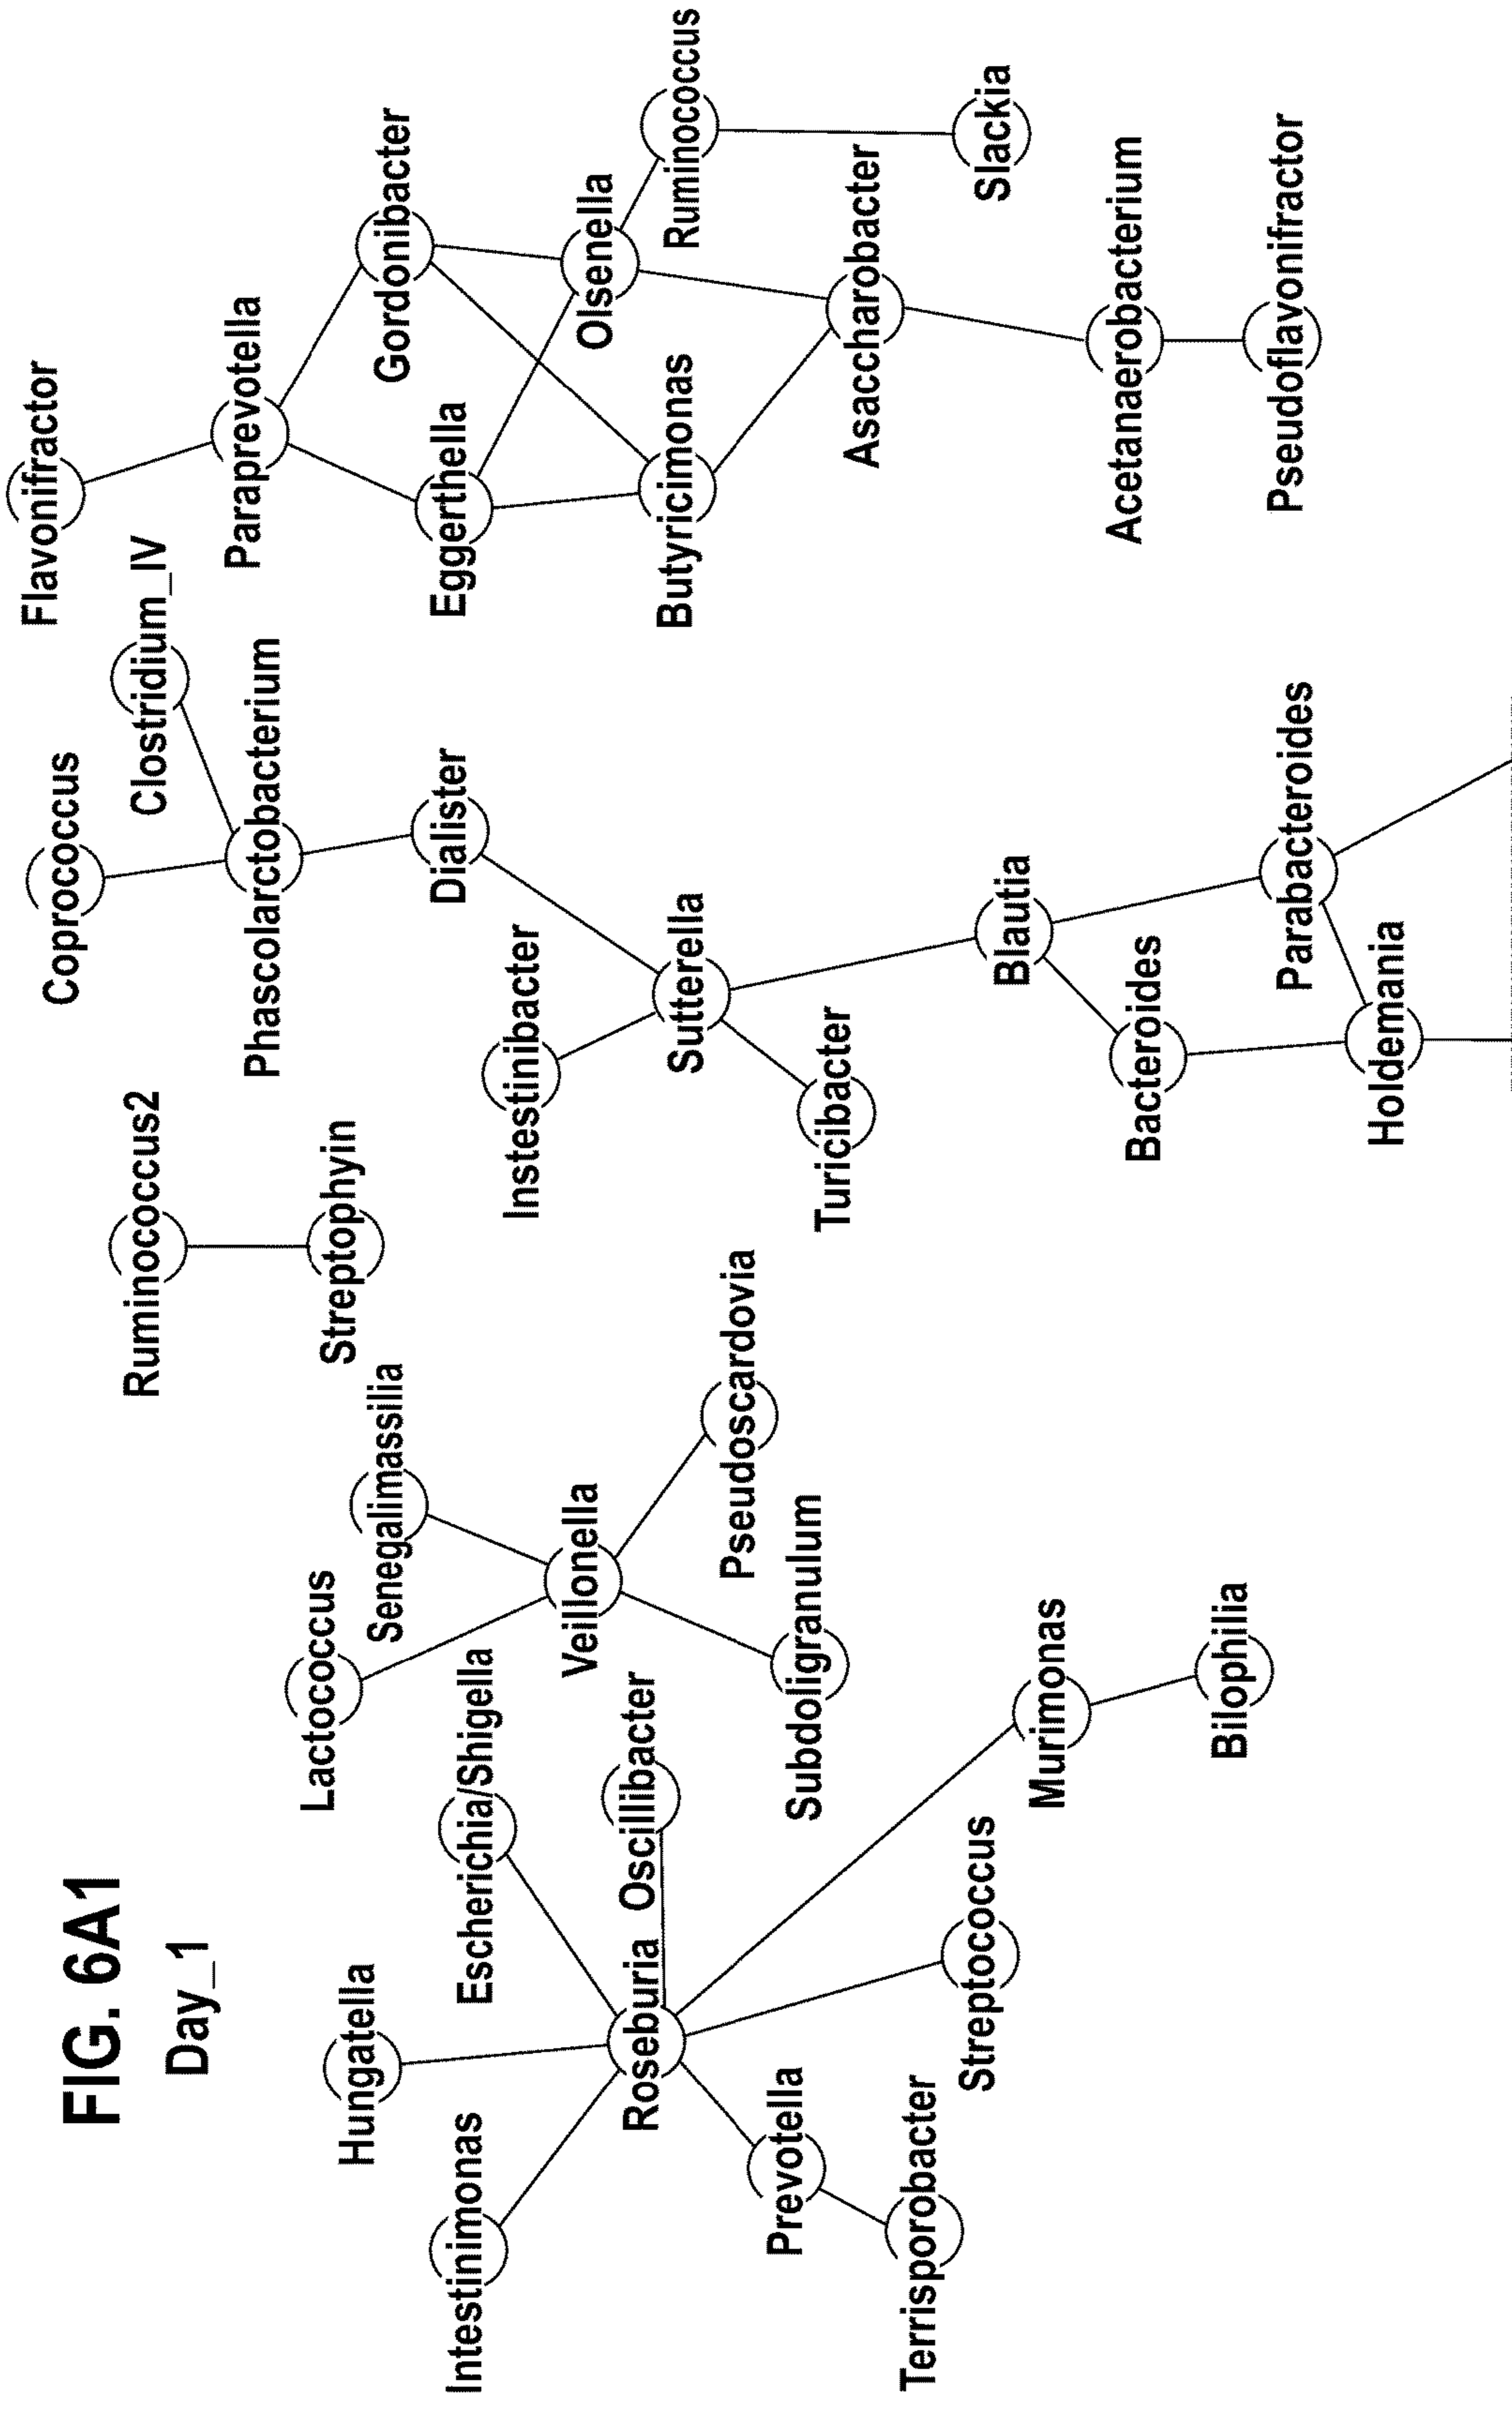 FIG. 6A1
Day_1
Hungatella
Intestinimonas
Escherichia/Shigella
Roseburia
Oscillibacter
Prevotella
Terrisporobacter
Streptococcus
Murimonas
Bilophilia
Lactococcus
Senegalimassilia
Veillonella
Pseudoscardovia
Subdoligranulum
Ruminococcus2
Streptophyin
Coprococcus
Clostridium_IV
Phascolarctobacterium
Dialister
Instestinibacter
Sutterella
Turicibacter
Blautia
Bacteroides
Parabacteroides
Holdemania
Flavonifractor
Paraprevotella
Gordonibacter
Eggerthella
Olsenella
Ruminococcus
Butyricimonas
Asaccharobacter
Slackia
Acetanaerobacterium
Pseudoflavonifractor